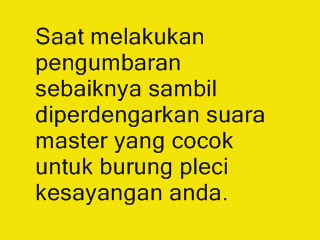 Saat melakukan
pengumbaran
sebaiknya sambil
diperdengarkan suara
master yang cocok
untuk burung pleci
kesayangan anda.